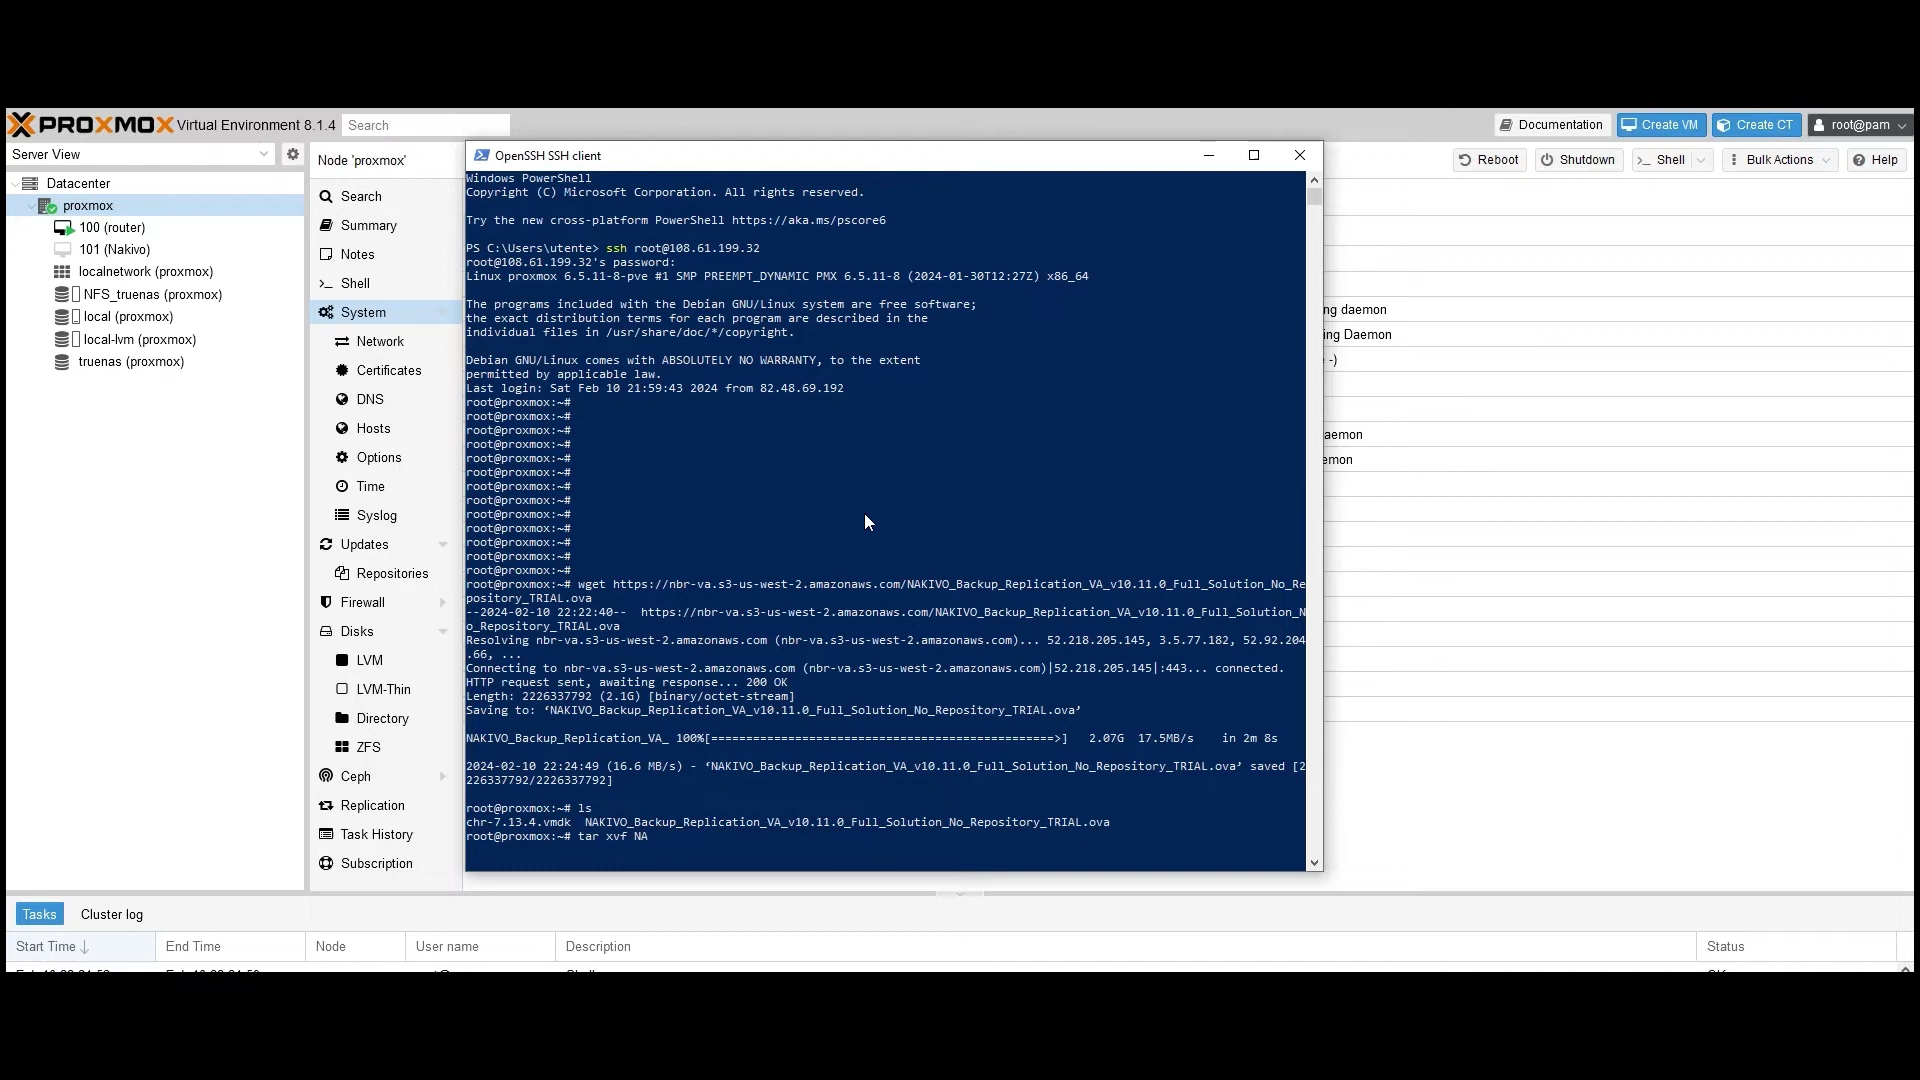 PROXMOX Virtual Environment 8.1.4 Search
Documentation Create VM Create CT root@pam
Server View
Datacenter
proxmox
100 (router)
101 (Nakivo)
localnetwork (proxmox)
NFS_truenas (proxmox)
local (proxmox)
local-lvm (proxmox)
truenas (proxmox)
Node 'proxmox'
Reboot Shutdown Shell Bulk Actions Help
Search
Summary
Notes
Shell
System
Network
Certificates
DNS
Hosts
Options
Time
Syslog
Updates
Repositories
Firewall
Disks
LVM
LVM-Thin
Directory
ZFS
Ceph
Replication
Task History
Subscription
OpenSSH SSH client
Windows PowerShell
Copyright (C) Microsoft Corporation. All rights reserved.
Try the new cross-platform PowerShell https://aka.ms/pscore6
PS C:\Users\utente> ssh root@108.61.199.32
root@108.61.199.32's password:
Linux proxmox 6.5.11-8-pve #1 SMP PREEMPT_DYNAMIC PMX 6.5.11-8 (2024-01-30T12:27Z) x86_64
The programs included with the Debian GNU/Linux system are free software;
the exact distribution terms for each program are described in the
individual files in /usr/share/doc/*/copyright.
Debian GNU/Linux comes with ABSOLUTELY NO WARRANTY, to the extent
permitted by applicable law.
Last login: Sat Feb 10 21:59:43 2024 from 82.48.69.192
root@proxmox:~#
root@proxmox:~#
root@proxmox:~#
root@proxmox:~#
root@proxmox:~#
root@proxmox:~#
root@proxmox:~#
root@proxmox:~#
root@proxmox:~#
root@proxmox:~#
root@proxmox:~#
root@proxmox:~#
root@proxmox:~#
root@proxmox:~# wget https://nbr-va.s3-us-west-2.amazonaws.com/NAKIVO_Backup_Replication_VA_v10.11.0_Full_Solution_No_Re
pository_TRIAL.ova
--2024-02-10 22:22:40-- https://nbr-va.s3-us-west-2.amazonaws.com/NAKIVO_Backup_Replication_VA_v10.11.0_Full_Solution_N
o_Repository_TRIAL.ova
Resolving nbr-va.s3-us-west-2.amazonaws.com (nbr-va.s3-us-west-2.amazonaws.com)... 52.218.205.145, 3.5.77.182, 52.92.204
.66, ...
Connecting to nbr-va.s3-us-west-2.amazonaws.com (nbr-va.s3-us-west-2.amazonaws.com)|52.218.205.145|:443... connected.
HTTP request sent, awaiting response... 200 OK
Length: 2226337792 (2.1G) [binary/octet-stream]
Saving to: ‘NAKIVO_Backup_Replication_VA_v10.11.0_Full_Solution_No_Repository_TRIAL.ova’
NAKIVO_Backup_Replication_VA_ 100%[=================================================>] 2.07G 17.5MB/s in 2m 8s
2024-02-10 22:24:49 (16.6 MB/s) - ‘NAKIVO_Backup_Replication_VA_v10.11.0_Full_Solution_No_Repository_TRIAL.ova’ saved [2
226337792/2226337792]
root@proxmox:~# ls
chr-7.13.4.vmdk NAKIVO_Backup_Replication_VA_v10.11.0_Full_Solution_No_Repository_TRIAL.ova
root@proxmox:~# tar xvf NA
ng daemon
ing Daemon
-)
aemon
emon
Tasks Cluster log
Start Time End Time Node User name Description Status